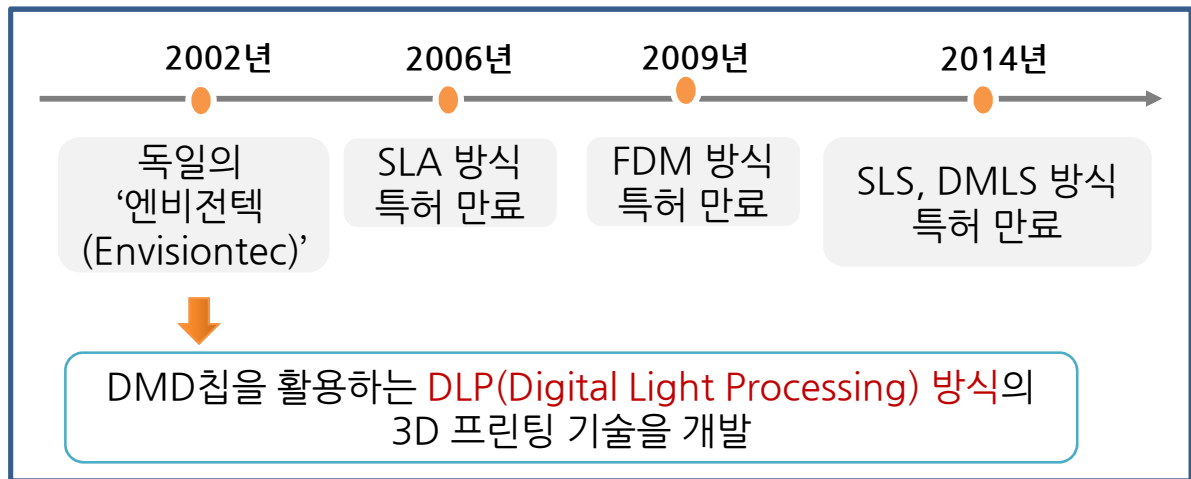 2002년
2006년
2009년
2014년
독일의
‘엔비전텍
(Envisiontec)’
SLA 방식
특허 만료
FDM 방식
특허 만료
SLS, DMLS 방식
특허 만료
DMD칩을 활용하는 DLP(Digital Light Processing) 방식의
3D 프린팅 기술을 개발